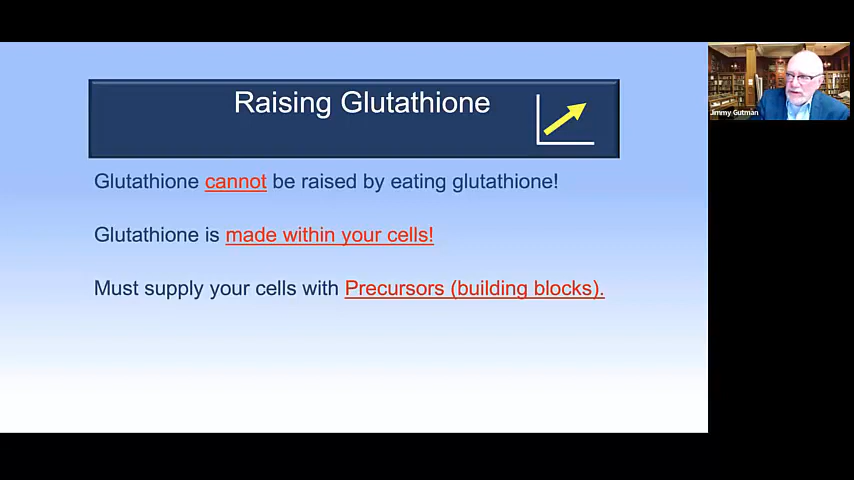 Raising Glutathione
Glutathione cannot be raised by eating glutathione!
Glutathione is made within your cells!
Must supply your cells with Precursors (building blocks).
Jimmy Gutman